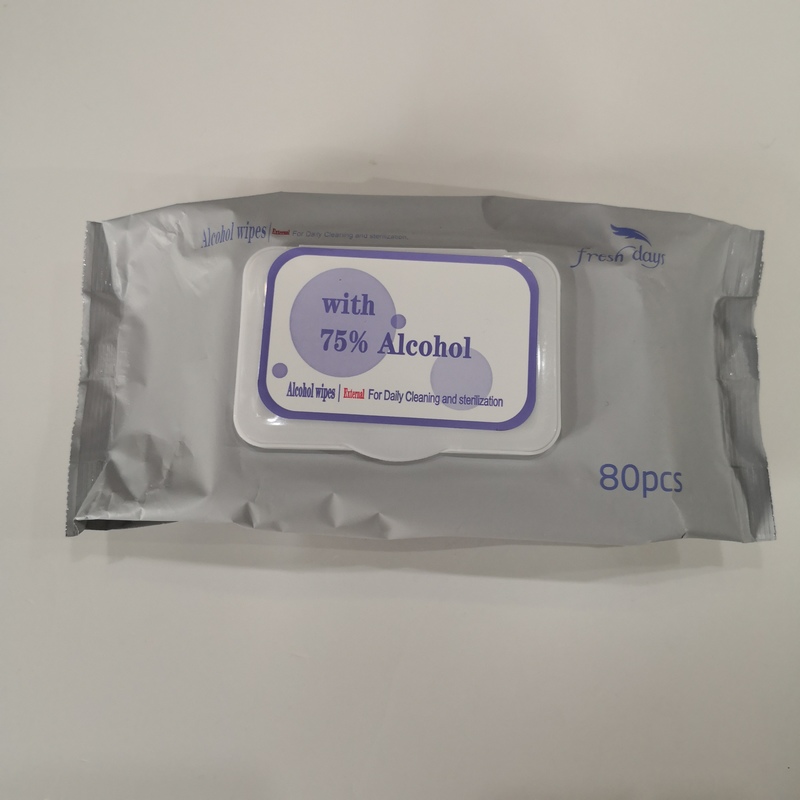 Alcohol wipes | External For Daily Cleaning and sterilization
fresh days
with
75% Alcohol
Alcohol wipes | External For Daily Cleaning and sterilization
80pcs